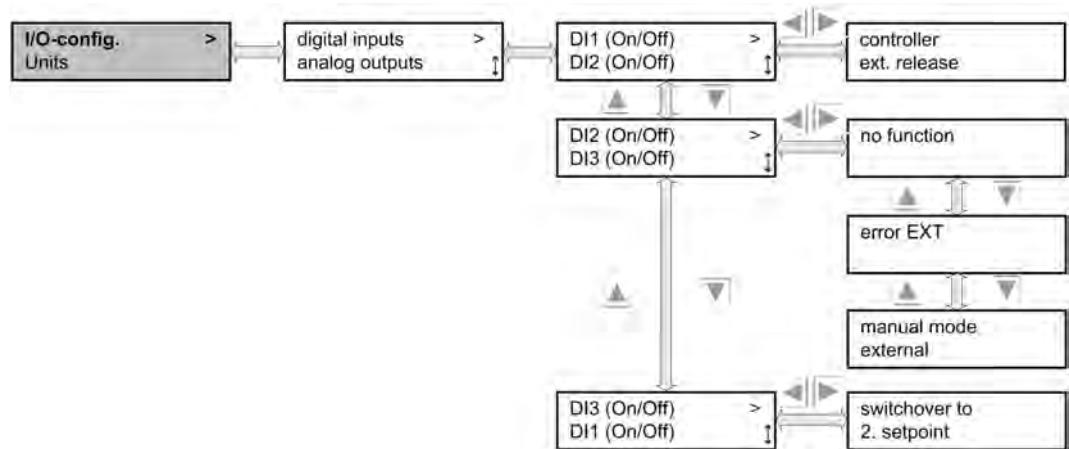 I/O-config. >
Units
digital inputs >
analog outputs
DI1 (On/Off) >
DI2 (On/Off)
controller
ext. release
DI2 (On/Off) >
DI3 (On/Off)
no function
error EXT
manual mode
external
DI3 (On/Off) >
DI1 (On/Off)
switchover to
2. setpoint